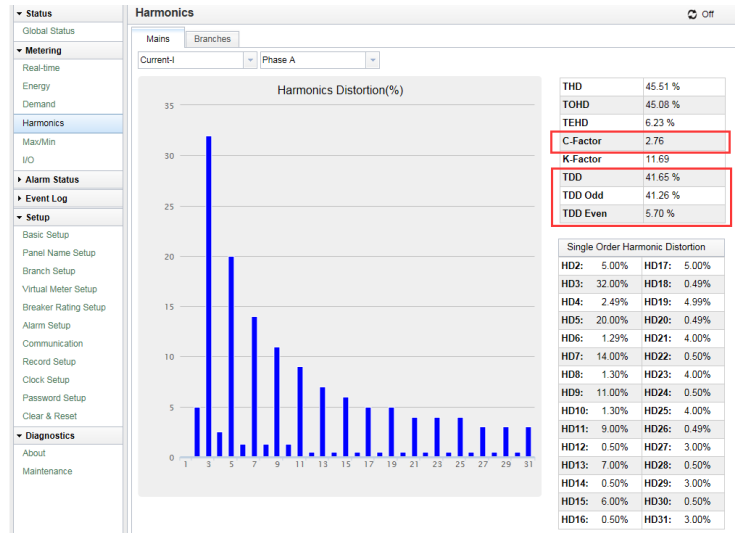 Status
Global Status
Metering
Real-time
Energy
Demand
Harmonics
Max/Min
I/O
Alarm Status
Event Log
Setup
Basic Setup
Panel Name Setup
Branch Setup
Virtual Meter Setup
Breaker Rating Setup
Alarm Setup
Communication
Record Setup
Clock Setup
Password Setup
Clear & Reset
Diagnostics
About
Maintenance
Harmonics
Off
Mains Branches
Current-I Phase A
Harmonics Distortion(%)
35
30
25
20
15
10
5
0
1 3 5 7 9 11 13 15 17 19 21 23 25 27 29 31
THD 45.51 %
TOHD 45.08 %
TEHD 6.23 %
C-Factor 2.76
K-Factor 11.69
TDD 41.65 %
TDD Odd 41.26 %
TDD Even 5.70 %
Single Order Harmonic Distortion
HD2: 5.00% HD17: 5.00%
HD3: 32.00% HD18: 0.49%
HD4: 2.49% HD19: 4.99%
HD5: 20.00% HD20: 0.49%
HD6: 1.29% HD21: 4.00%
HD7: 14.00% HD22: 0.50%
HD8: 1.30% HD23: 4.00%
HD9: 11.00% HD24: 0.50%
HD10: 1.30% HD25: 4.00%
HD11: 9.00% HD26: 0.49%
HD12: 0.50% HD27: 3.00%
HD13: 7.00% HD28: 0.50%
HD14: 0.50% HD29: 3.00%
HD15: 6.00% HD30: 0.50%
HD16: 0.50% HD31: 3.00%